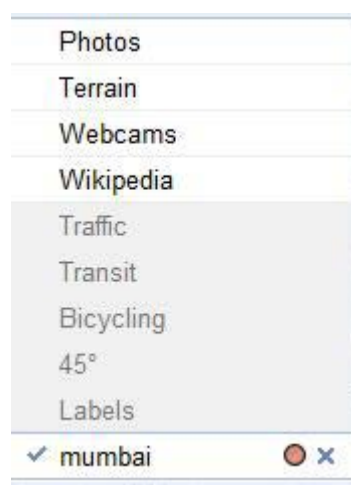 Photos
Terrain
Webcams
Wikipedia
Traffic
Transit
Bicycling
45°
Labels
mumbai